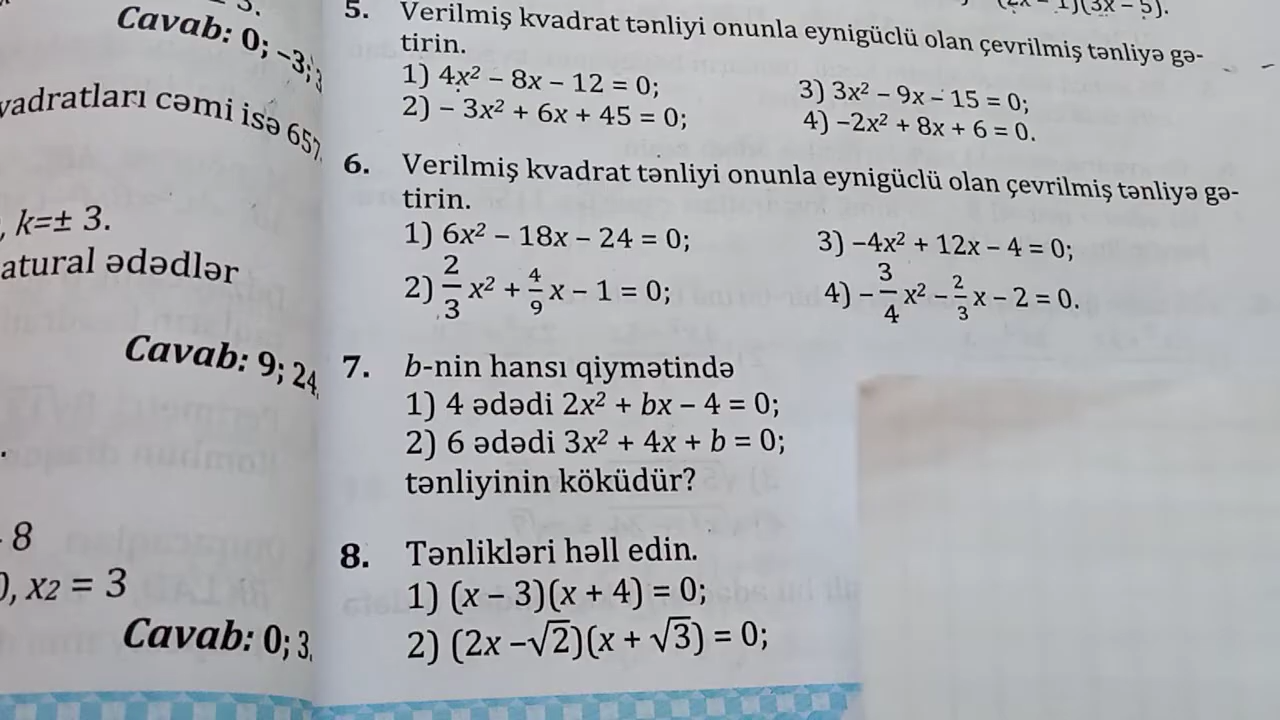 Cavab: 0; –3;
vadratları cəmi isə 657.
, k=± 3.
atural ədədlər
Cavab: 9; 24.
8
), x2 = 3
Cavab: 0; 3.
5. Verilmiş kvadrat tənliyi onunla eynigüclü olan çevrilmiş tənliyə gə-
tirin.
1) 4x² – 8x – 12 = 0; 3) 3x² – 9x – 15 = 0;
2) – 3x² + 6x + 45 = 0; 4) –2x² + 8x + 6 = 0.
6. Verilmiş kvadrat tənliyi onunla eynigüclü olan çevrilmiş tənliyə gə-
tirin.
1) 6x² – 18x – 24 = 0; 3) –4x² + 12x – 4 = 0;
2) 2/3 x² + 4/9 x – 1 = 0; 4) – 3/4 x² – 2/3 x – 2 = 0.
7. b-nin hansı qiymətində
1) 4 ədədi 2x² + bx – 4 = 0;
2) 6 ədədi 3x² + 4x + b = 0;
tənliyinin köküdür?
8. Tənlikləri həll edin.
1) (x – 3)(x + 4) = 0;
2) (2x –√2)(x + √3) = 0;